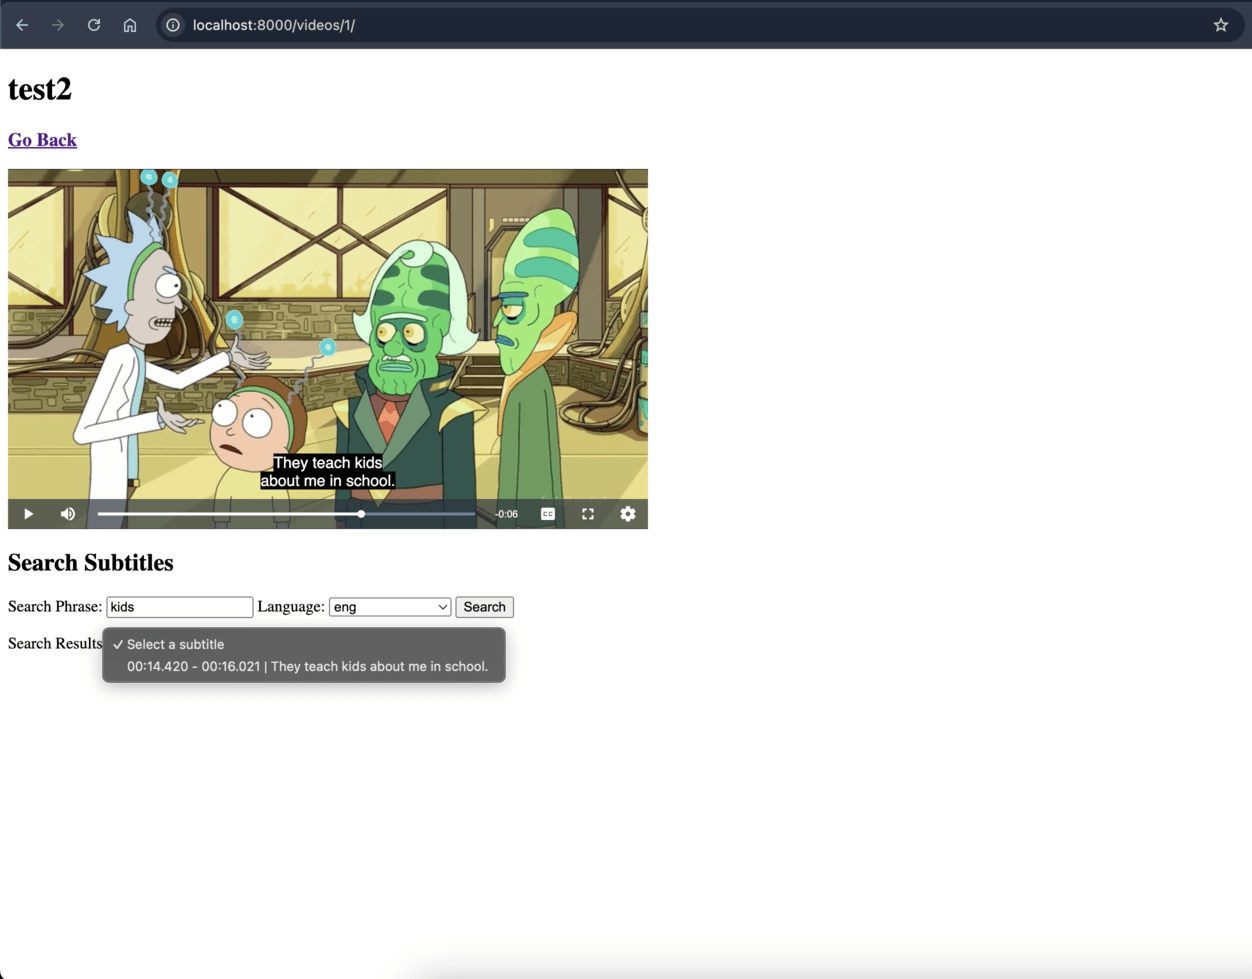 localhost:8000/videos/1/
test2
Go Back
They teach kids
about me in school.
-0:06
CC
Search Subtitles
Search Phrase: kids Language: eng Search
Search Results
✓ Select a subtitle
00:14.420 - 00:16.021 | They teach kids about me in school.